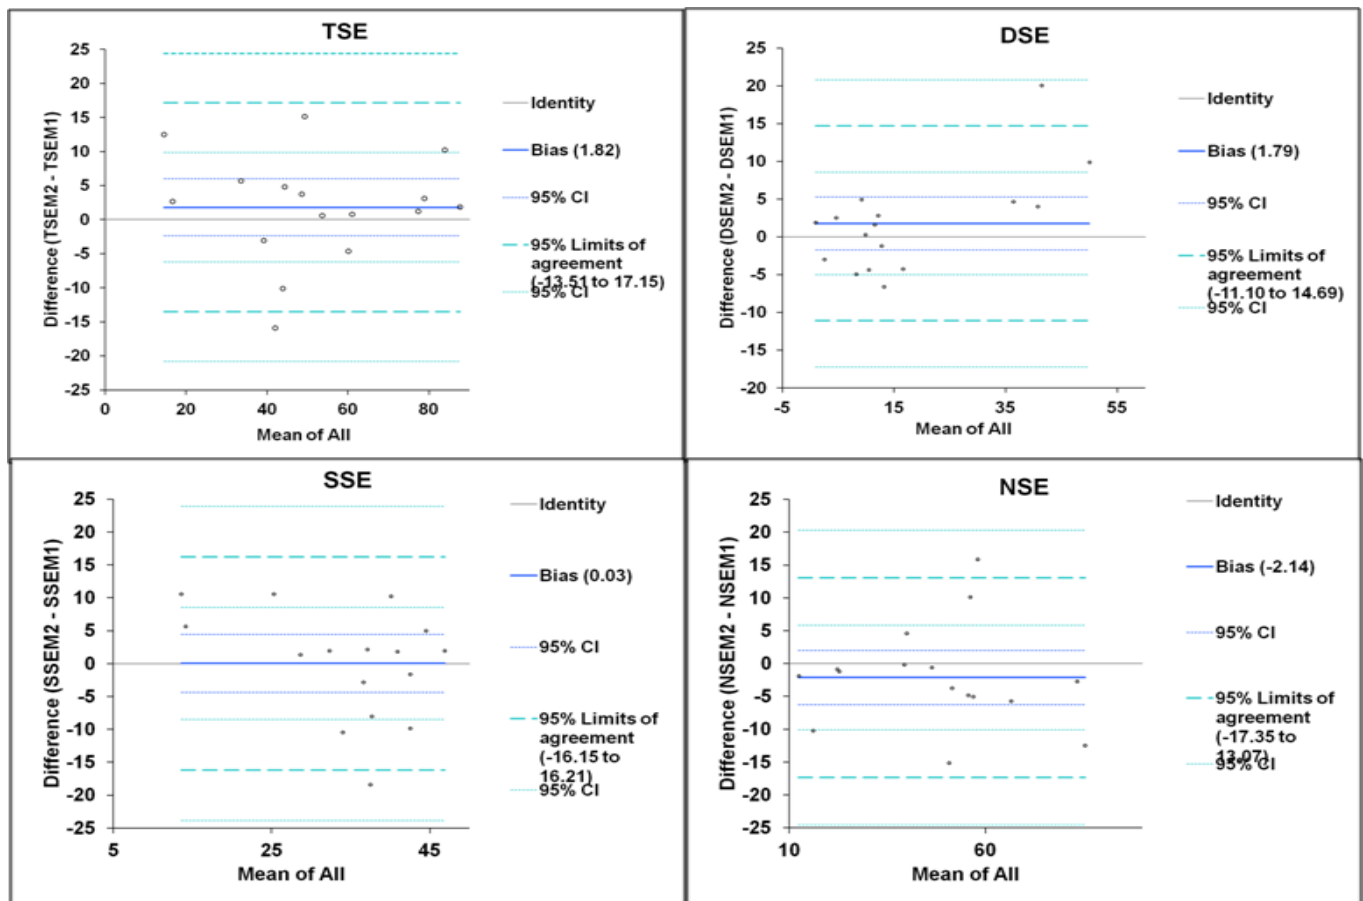 TSE
25
20
15
10
5
0
-5
-10
-15
-20
-25
Difference (TSEM2 - TSEM1)
0 20 40 60 80
Mean of All
Identity
Bias (1.82)
95% CI
95% Limits of
agreement
(-13.51 to 17.15)
95% CI
DSE
25
20
15
10
5
0
-5
-10
-15
-20
Difference (DSEM2 - DSEM1)
-5 15 35 55
Mean of All
Identity
Bias (1.79)
95% CI
95% Limits of
agreement
(-11.10 to 14.69)
95% CI
SSE
25
20
15
10
5
0
-5
-10
-15
-20
-25
Difference (SSEM2 - SSEM1)
5 25 45
Mean of All
Identity
Bias (0.03)
95% CI
95% Limits of
agreement
(-16.15 to
16.21)
95% CI
NSE
25
20
15
10
5
0
-5
-10
-15
-20
-25
Difference (NSEM2 - NSEM1)
10 60
Mean of All
Identity
Bias (-2.14)
95% CI
95% Limits of
agreement
(-17.35 to
13.07)
95% CI